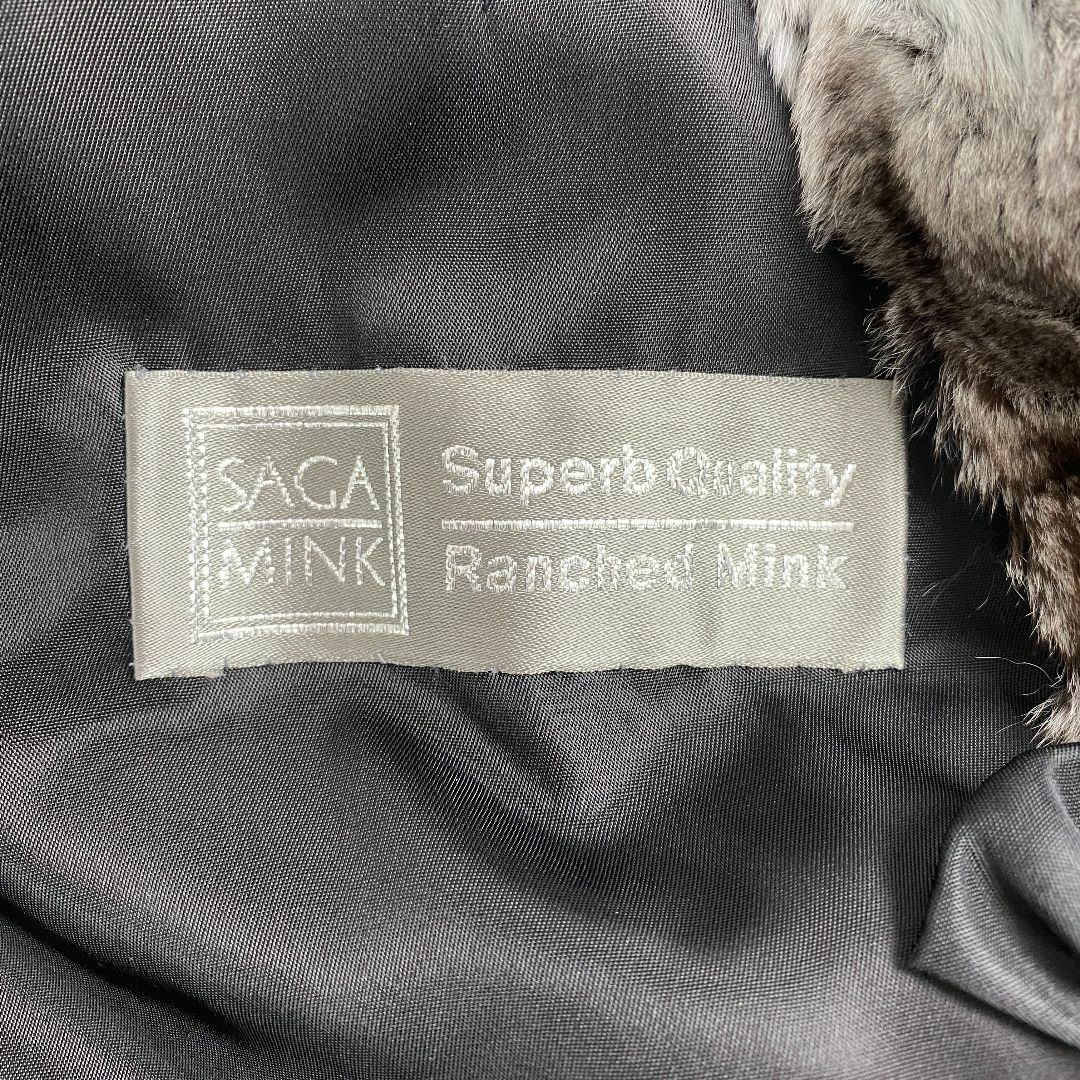 SAGA
MINK
Superb Quality
Ranched Mink